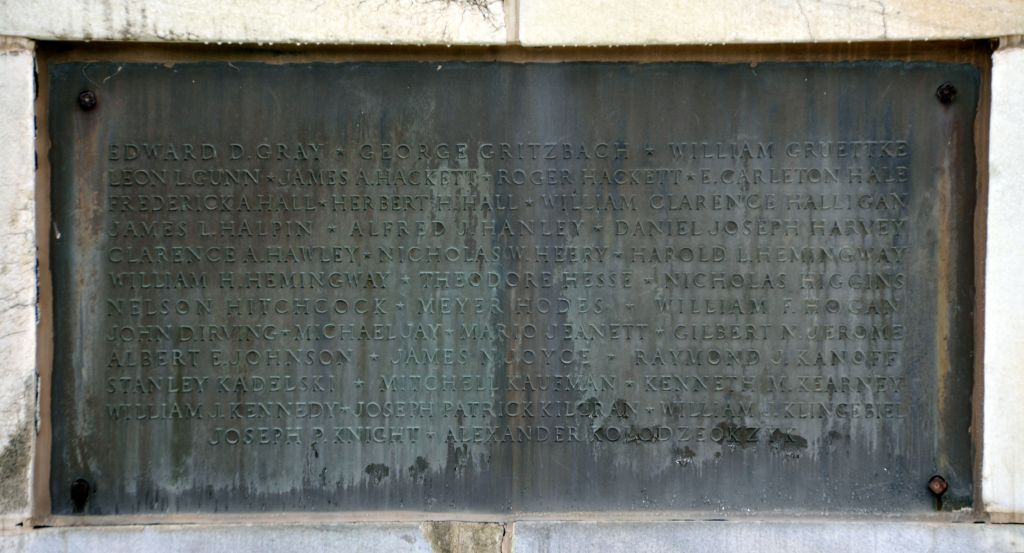 EDWARD D. GRAY ★ GEORGE GRITZBACH ★ WILLIAM GRUETTKE
LEON L. GUNN ★ JAMES A. HACKETT ★ ROGER HACKETT ★ E. CARLETON HALE
FREDERICK A. HALL ★ HERBERT H. HALL ★ WILLIAM CLARENCE HALLIGAN
JAMES L. HALPIN ★ ALFRED J. HANLEY ★ DANIEL JOSEPH HARVEY
CLARENCE A. HAWLEY ★ NICHOLAS W. HEERY ★ HAROLD L. HEMINGWAY
WILLIAM H. HEMINGWAY ★ THEODORE HESSE ★ NICHOLAS HIGGINS
NELSON HITCHCOCK ★ MEYER HODES ★ WILLIAM F. HOGAN
JOHN D. IRVING ★ MICHAEL JAY ★ MARJO JEANETT ★ GILBERT N. JEROME
ALBERT E. JOHNSON ★ JAMES N. JOYCE ★ RAYMOND J. KANOFF
STANLEY KADELSKI ★ MITCHELL KAUFMAN ★ KENNETH M. KEARNEY
WILLIAM J. KENNEDY ★ JOSEPH PATRICK KILGRAN ★ WILLIAM J. KLINGEBIEL
JOSEPH P. KNIGHT ★ ALEXANDER